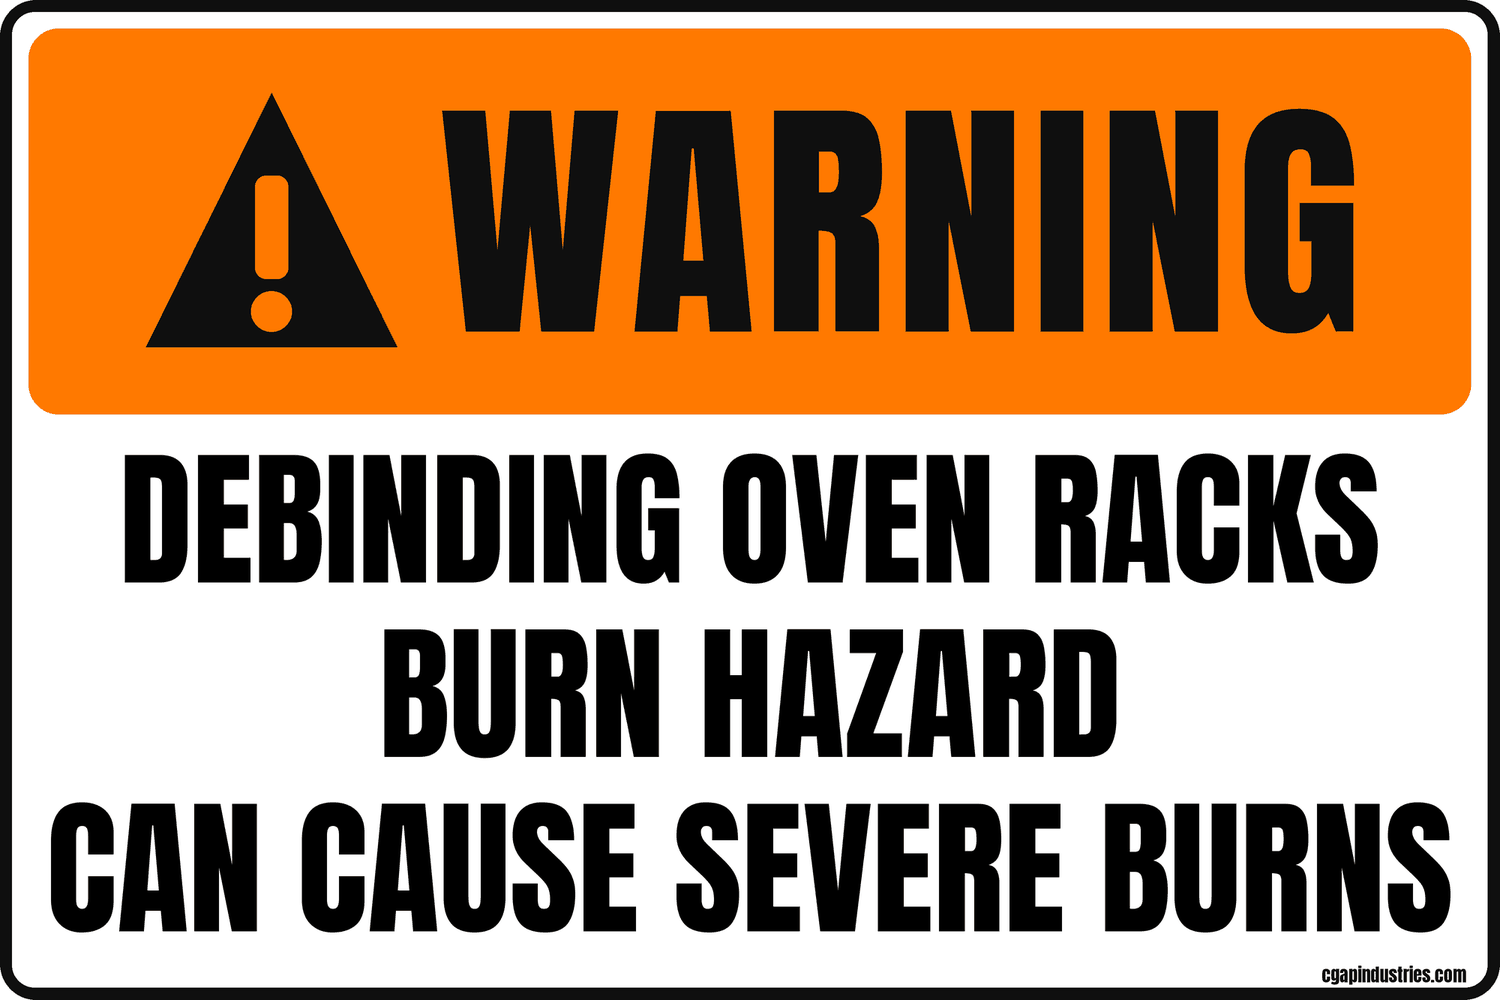 WARNING
DEBINDING OVEN RACKS
BURN HAZARD
CAN CAUSE SEVERE BURNS
cgapindustries.com